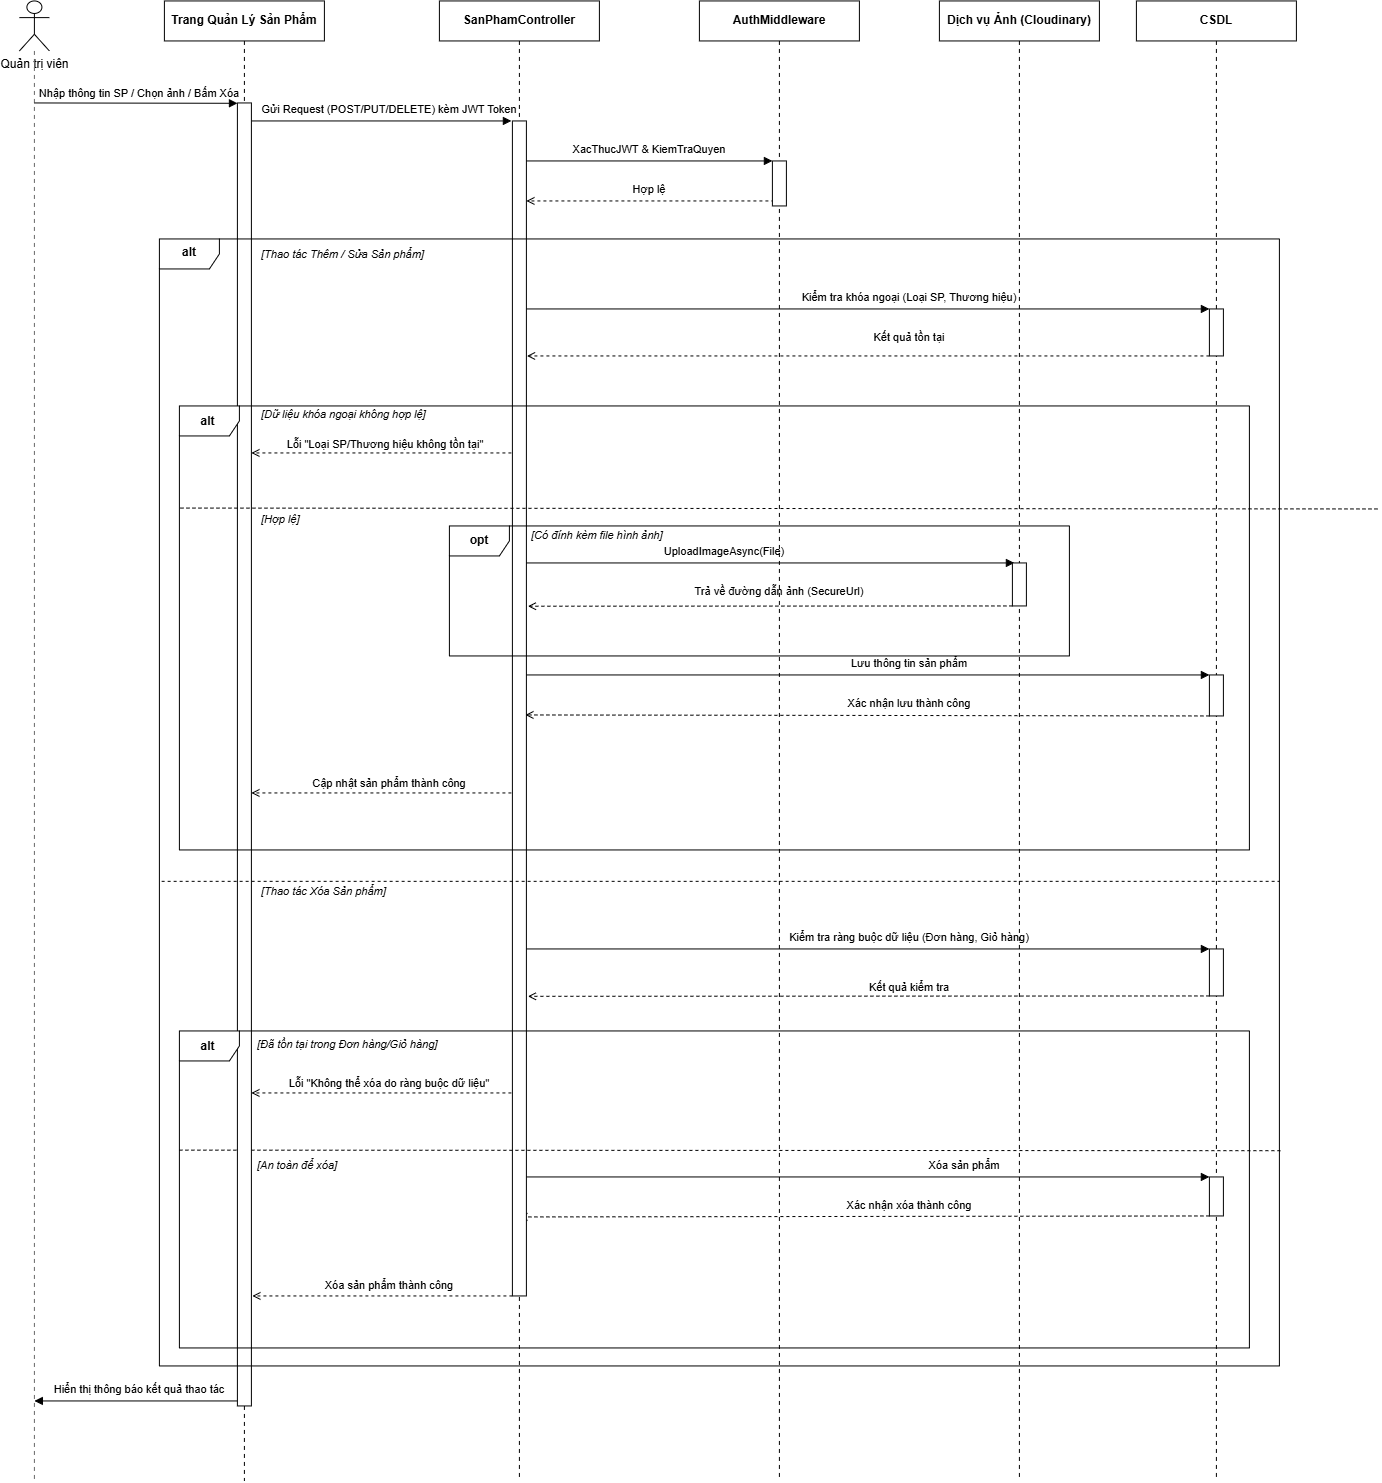 Trang Quản Lý Sản Phẩm
SanPhamController
AuthMiddleware
Dịch vụ Ảnh (Cloudinary)
CSDL
Quản trị viên
Nhập thông tin SP / Chọn ảnh / Bấm Xóa
Gửi Request (POST/PUT/DELETE) kèm JWT Token
XacThucJWT & KiemTraQuyen
Hợp lệ
alt
[Thao tác Thêm / Sửa Sản phẩm]
Kiểm tra khóa ngoại (Loại SP, Thương hiệu)
Kết quả tồn tại
alt
[Dữ liệu khóa ngoại không hợp lệ]
Lỗi "Loại SP/Thương hiệu không tồn tại"
[Hợp lệ]
opt
[Có đính kèm file hình ảnh]
UploadImageAsync(File)
Trả về đường dẫn ảnh (SecureUrl)
Lưu thông tin sản phẩm
Xác nhận lưu thành công
Cập nhật sản phẩm thành công
[Thao tác Xóa Sản phẩm]
Kiểm tra ràng buộc dữ liệu (Đơn hàng, Giỏ hàng)
Kết quả kiểm tra
alt
[Đã tồn tại trong Đơn hàng/Giỏ hàng]
Lỗi "Không thể xóa do ràng buộc dữ liệu"
[An toàn để xóa]
Xóa sản phẩm
Xác nhận xóa thành công
Xóa sản phẩm thành công
Hiển thị thông báo kết quả thao tác